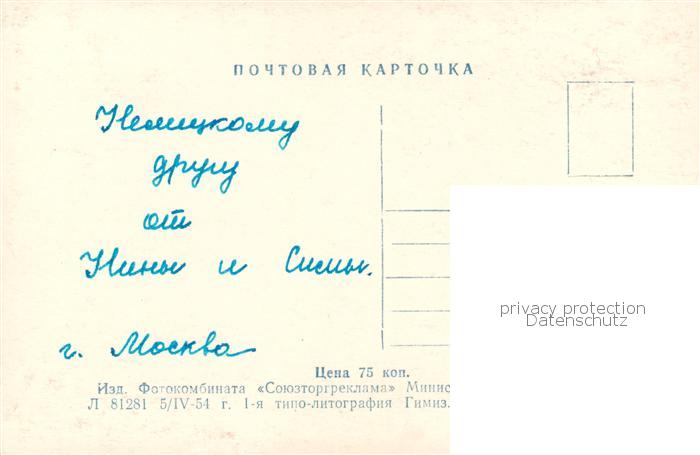 ПОЧТОВАЯ КАРТОЧКА
Немецкому
другу
от
Нины и Симы.
г. Москва
privacy protection
Datenschutz
Цена 75 коп.
Изд. Фотокомбината «Союзторгреклама» Минис
Л 81281 5/IV-54 г. 1-я типо-литография Гимиз.